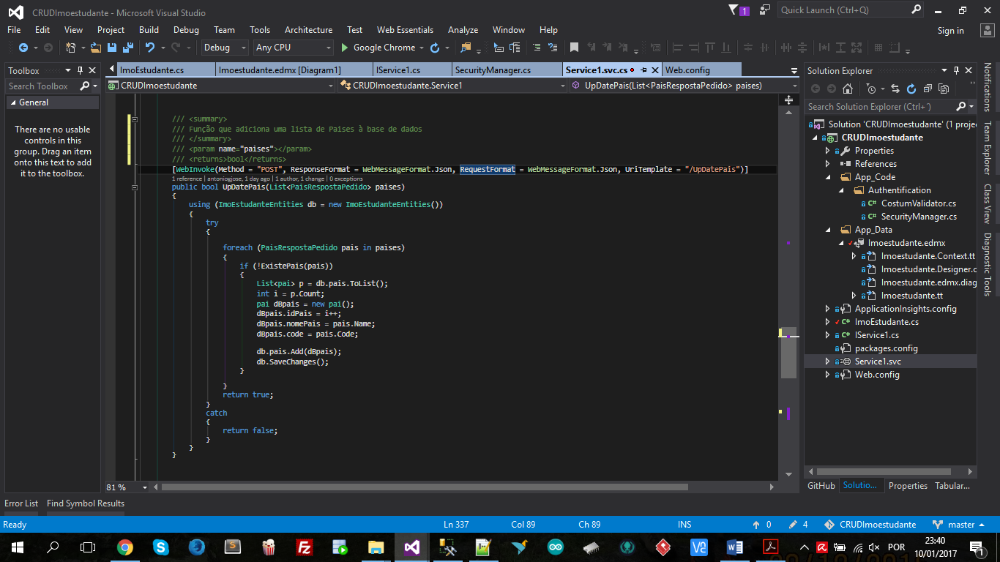 CRUDImoestudante - Microsoft Visual Studio
1
Quick Launch (Ctrl+Q)
File Edit View Project Build Debug Team Tools Architecture Test Web Essentials Analyze Window Help
Sign in
Debug Any CPU Google Chrome
Toolbox
Search Toolbox
General
There are no usable
controls in this
group. Drag an item
onto this text to add
it to the toolbox.
ImoEstudante.cs Imoestudante.edmx [Diagram1] IService1.cs SecurityManager.cs Service1.svc.cs Web.config
CRUDImoestudante CRUDImoestudante.Service1 UpDatePais(List<PaisRespostaPedido> paises)
/// <summary>
/// Função que adiciona uma lista de Paises à base de dados
/// </summary>
/// <param name="paises"></param>
/// <returns>bool</returns>
[WebInvoke(Method = "POST", ResponseFormat = WebMessageFormat.Json, RequestFormat = WebMessageFormat.Json, UriTemplate = "/UpDatePais")]
1 reference | antoniogjose, 1 day ago | 1 author, 1 change | 0 exceptions
public bool UpDatePais(List<PaisRespostaPedido> paises)
{
using (ImoEstudanteEntities db = new ImoEstudanteEntities())
{
try
{
foreach (PaisRespostaPedido pais in paises)
{
if (!ExistePais(pais))
{
List<pai> p = db.pais.ToList();
int i = p.Count;
pai dBpais = new pai();
dBpais.idPais = i++;
dBpais.nomePais = pais.Name;
dBpais.code = pais.Code;
db.pais.Add(dBpais);
db.SaveChanges();
}
}
return true;
}
catch
{
return false;
}
}
}
81 %
Solution Explorer
Search Solution Explorer (Ctrl+´)
Solution 'CRUDImoestudante' (1 proje
CRUDImoestudante
Properties
References
App_Code
Authentification
CostumValidator.cs
SecurityManager.cs
App_Data
Imoestudante.edmx
Imoestudante.Context.tt
Imoestudante.Designer.c
Imoestudante.edmx.diag
Imoestudante.tt
ApplicationInsights.config
ImoEstudante.cs
IService1.cs
packages.config
Service1.svc
Web.config
GitHub Solutio... Properties Tabular...
Notifications
Team Explorer
Class View
Diagnostic Tools
Error List Find Symbol Results
Ready Ln 337 Col 89 Ch 89 INS 0 4 CRUDImoestudante master
POR
23:40
10/01/2017
1